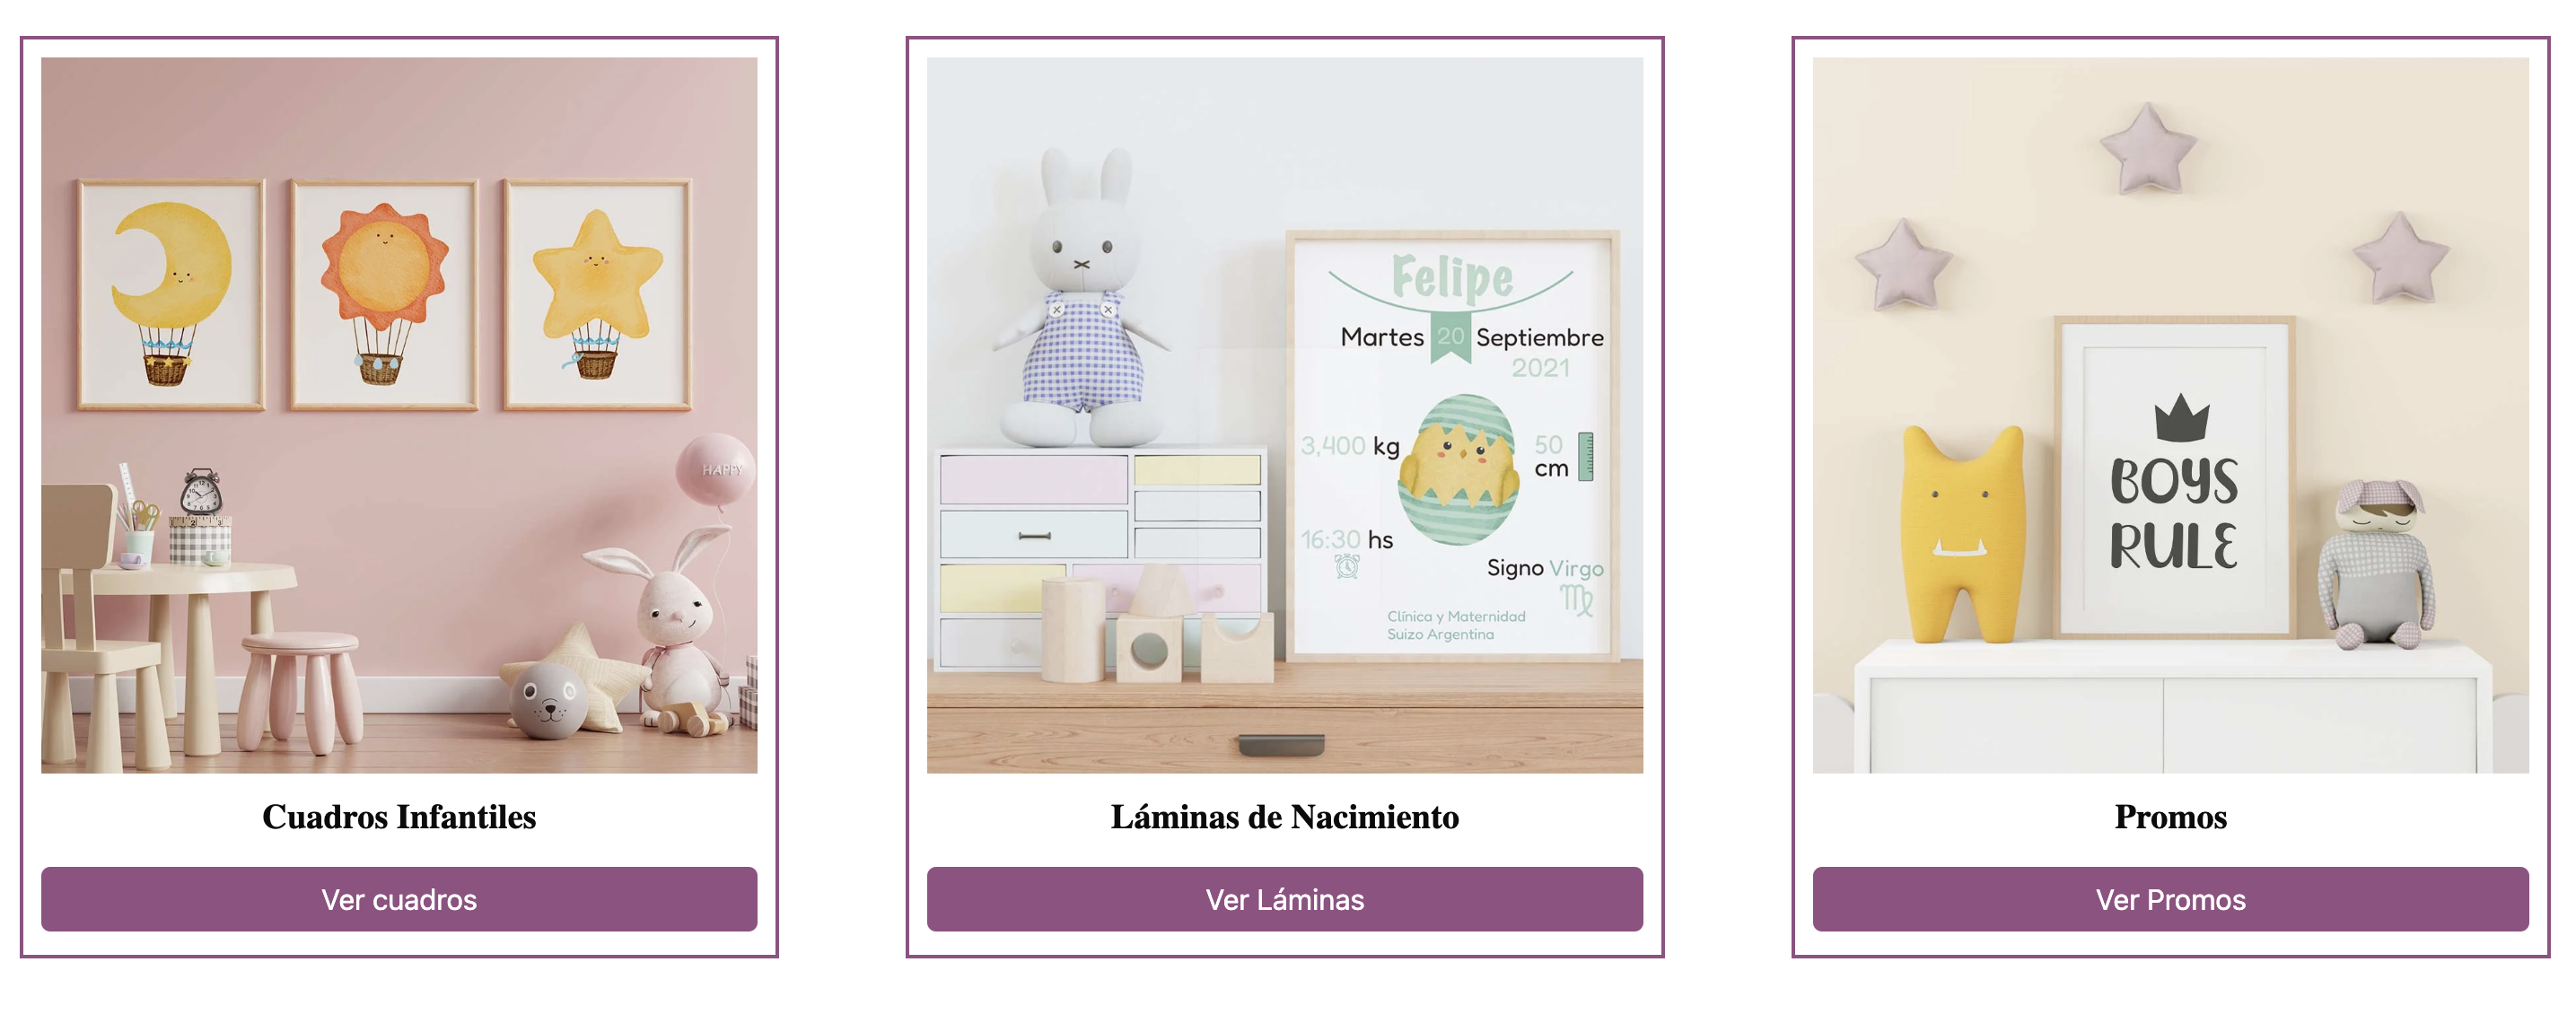 HAPPY
Cuadros Infantiles
Ver cuadros
Felipe
Martes 20 Septiembre
2021
3,400 kg
50
cm
16:30 hs
Signo Virgo
Clínica y Maternidad
Suizo Argentina
Láminas de Nacimiento
Ver Láminas
BOYS
RULE
Promos
Ver Promos